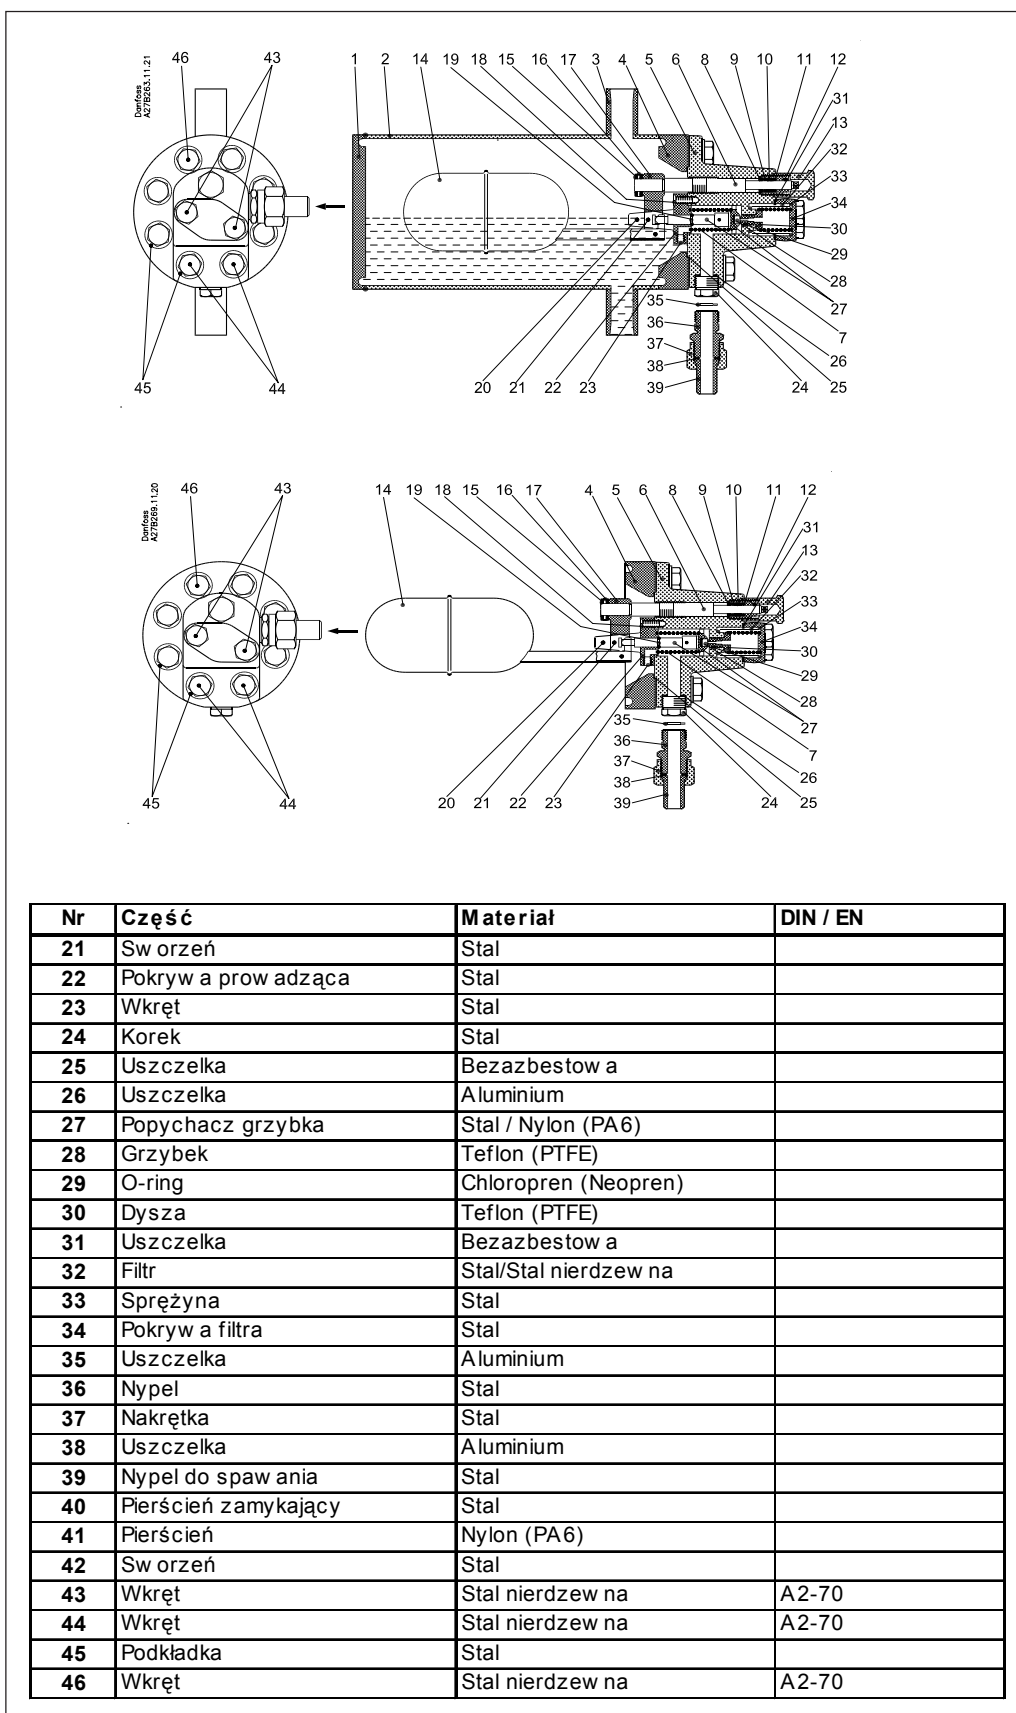 Danfoss
A27B263.11.21
46 43 1 2 14 19 18 15 16 17 3 4 5 6 8 9 10 11 12
31
13
32
33
34
30
29
28
27
35
36
7
37
26
38
45 44 20 21 22 23 39 24 25
Danfoss
A27B269.11.20
46 43 14 19 18 15 16 17 4 5 6 8 9 10 11 12
31
13
32
33
34
30
29
28
35
27
36
7
37
26
38
45 44 20 21 22 23 39 24 25
Nr Część Materiał DIN / EN
21 Sworzeń Stal
22 Pokrywa prowadząca Stal
23 Wkręt Stal
24 Korek Stal
25 Uszczelka Bezazbestowa
26 Uszczelka Aluminium
27 Popychacz grzybka Stal / Nylon (PA6)
28 Grzybek Teflon (PTFE)
29 O-ring Chloropren (Neopren)
30 Dysza Teflon (PTFE)
31 Uszczelka Bezazbestowa
32 Filtr Stal/Stal nierdzewna
33 Sprężyna Stal
34 Pokrywa filtra Stal
35 Uszczelka Aluminium
36 Nypel Stal
37 Nakrętka Stal
38 Uszczelka Aluminium
39 Nypel do spawania Stal
40 Pierścień zamykający Stal
41 Pierścień Nylon (PA6)
42 Sworzeń Stal
43 Wkręt Stal nierdzewna A2-70
44 Wkręt Stal nierdzewna A2-70
45 Podkładka Stal
46 Wkręt Stal nierdzewna A2-70